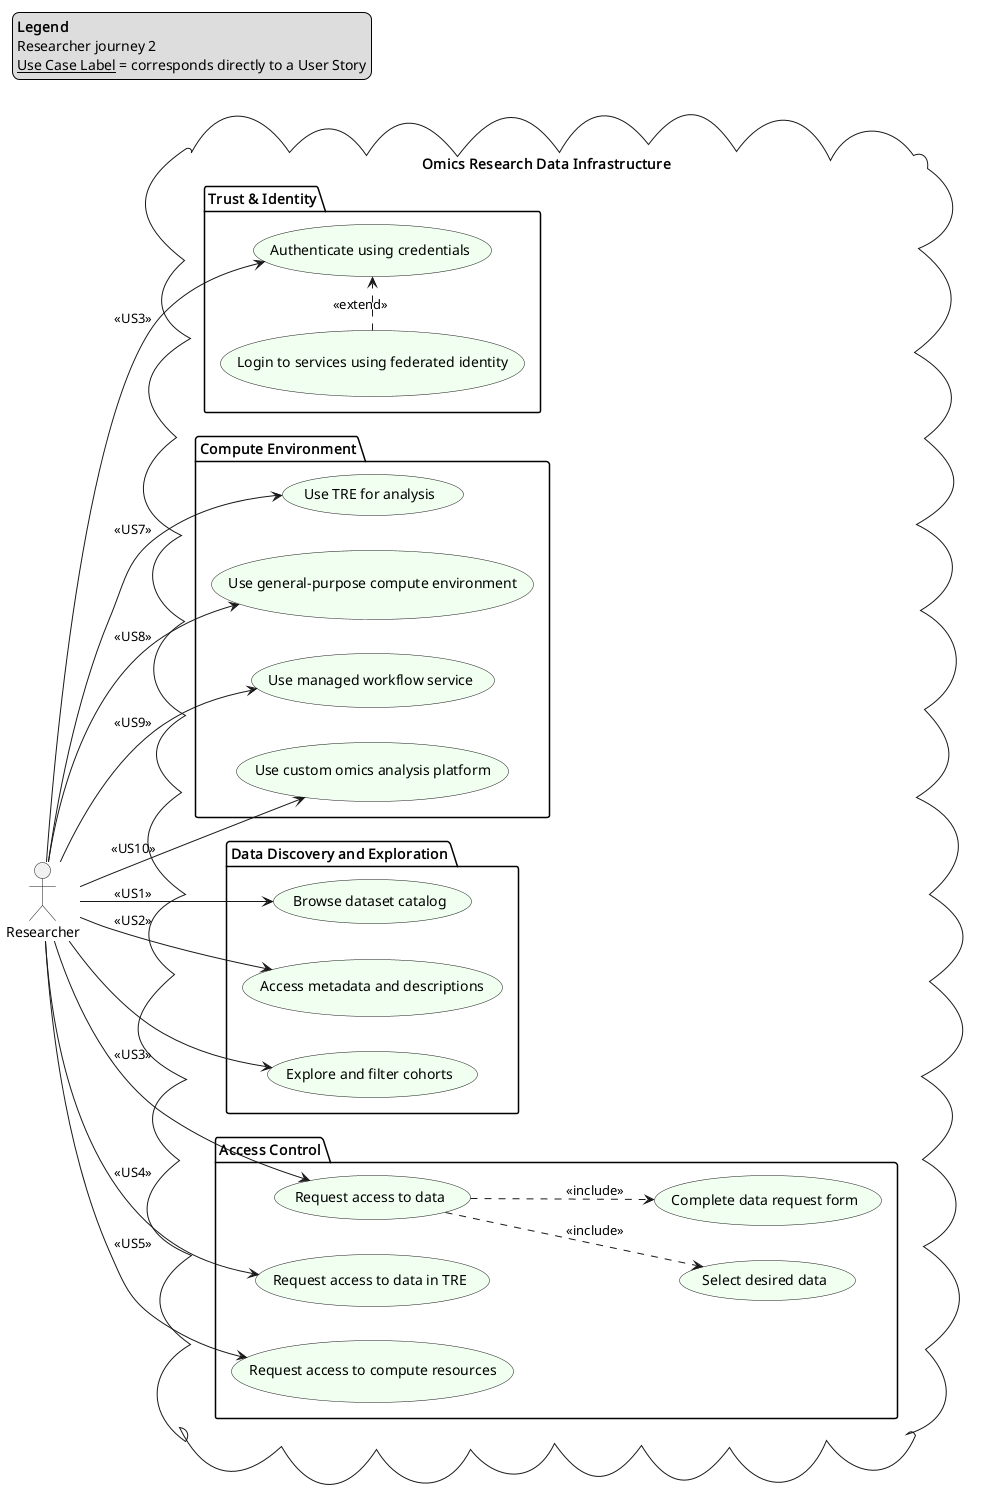 Legend
Researcher journey 2
Use Case Label = corresponds directly to a User Story
Omics Research Data Infrastructure
Trust & Identity
Authenticate using credentials
«US3»
«extend»
Login to services using federated identity
Compute Environment
Use TRE for analysis
«US7»
Use general-purpose compute environment
«US8»
Use managed workflow service
«US9»
Use custom omics analysis platform
«US10»
Data Discovery and Exploration
«US1»
Browse dataset catalog
«US2»
Researcher
Access metadata and descriptions
«US3»
Explore and filter cohorts
Access Control
«US4»
Request access to data
«include»
Complete data request form
«include»
«US5»
Request access to data in TRE
Select desired data
Request access to compute resources